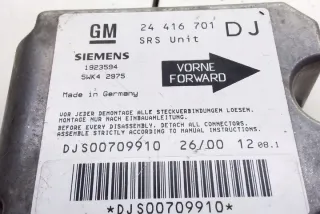 GM 24 416 701 DJ
SIEMENS SRS Unit
1923594
5WK4 2975
VORNE
FORWARD
Made in Germany
VOR JEDER DEMONTAGE ALLE STECKVERBINDUNGEN LOESEN.
MONTAGE NUR NACH EINBAUANLEITUNG.
BEFORE EVERY DISASSEMBLY, DETACH ALL CONNECTORS.
ASSEMBLE STRICTLY ACCORDING TO MANUAL INSTRUCTIONS.
DJS00709910 26/00 12 08.1
*DJS00709910*